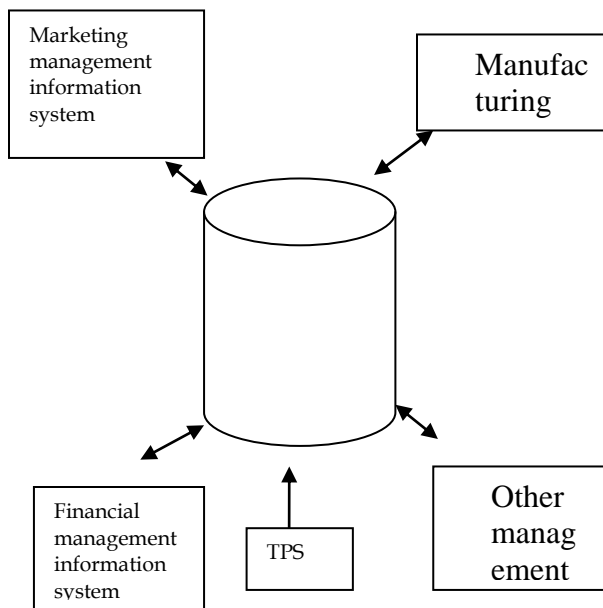 Marketing
management
information
system
Manufac
turing
Financial
management
information
system
TPS
Other
manag
ement